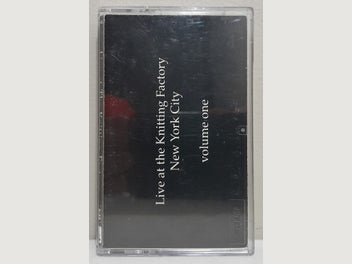 Live at the Knitting Factory
New York City
volume one